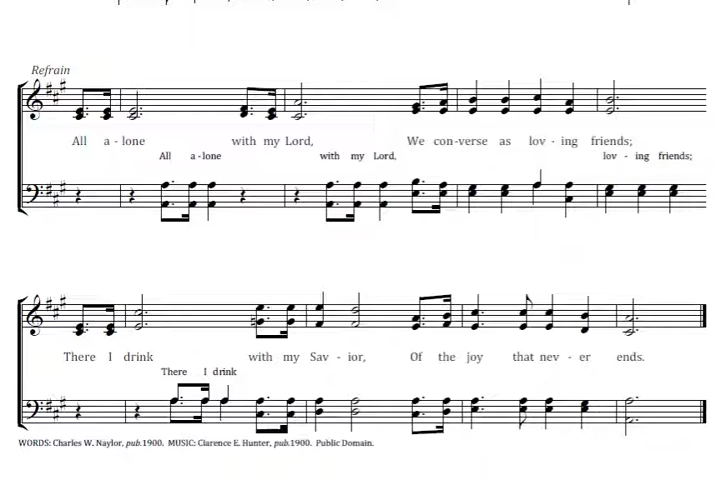 Refrain
All a - lone with my Lord, We con-verse as lov - ing friends;
All a-lone with my Lord, lov - ing friends;
There I drink with my Sav - ior, Of the joy that nev - er ends.
There I drink
WORDS: Charles W. Naylor, pub.1900. MUSIC: Clarence E. Hunter, pub.1900. Public Domain.